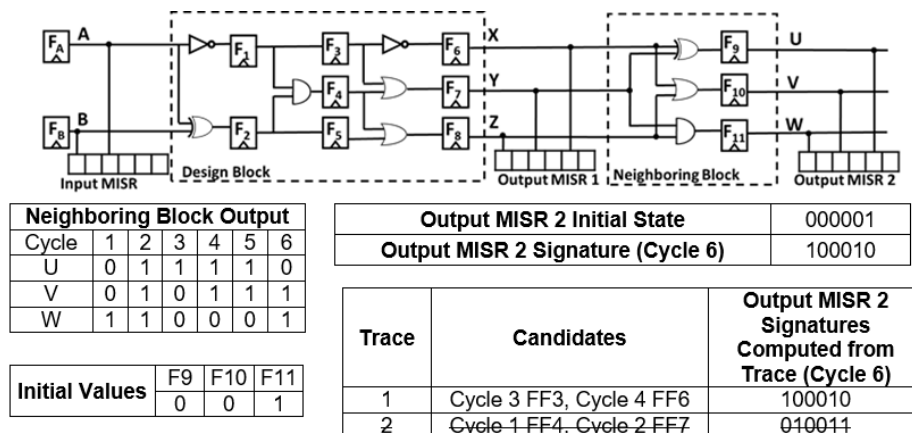 A
B
F_A
F_B
F_1
F_2
F_3
F_4
F_5
F_6
F_7
F_8
X
Y
Z
F_9
F_10
F_11
U
V
W
Input MISR
Design Block
Output MISR 1
Neighboring Block
Output MISR 2
Neighboring Block Output
Cycle 1 2 3 4 5 6
U 0 1 1 1 1 0
V 0 1 0 1 1 1
W 1 1 0 0 0 1
Initial Values F9 F10 F11
0 0 1
Output MISR 2 Initial State 000001
Output MISR 2 Signature (Cycle 6) 100010
Trace Candidates Output MISR 2 Signatures Computed from Trace (Cycle 6)
1 Cycle 3 FF3, Cycle 4 FF6 100010
2 Cycle 1 FF4, Cycle 2 FF7 010011